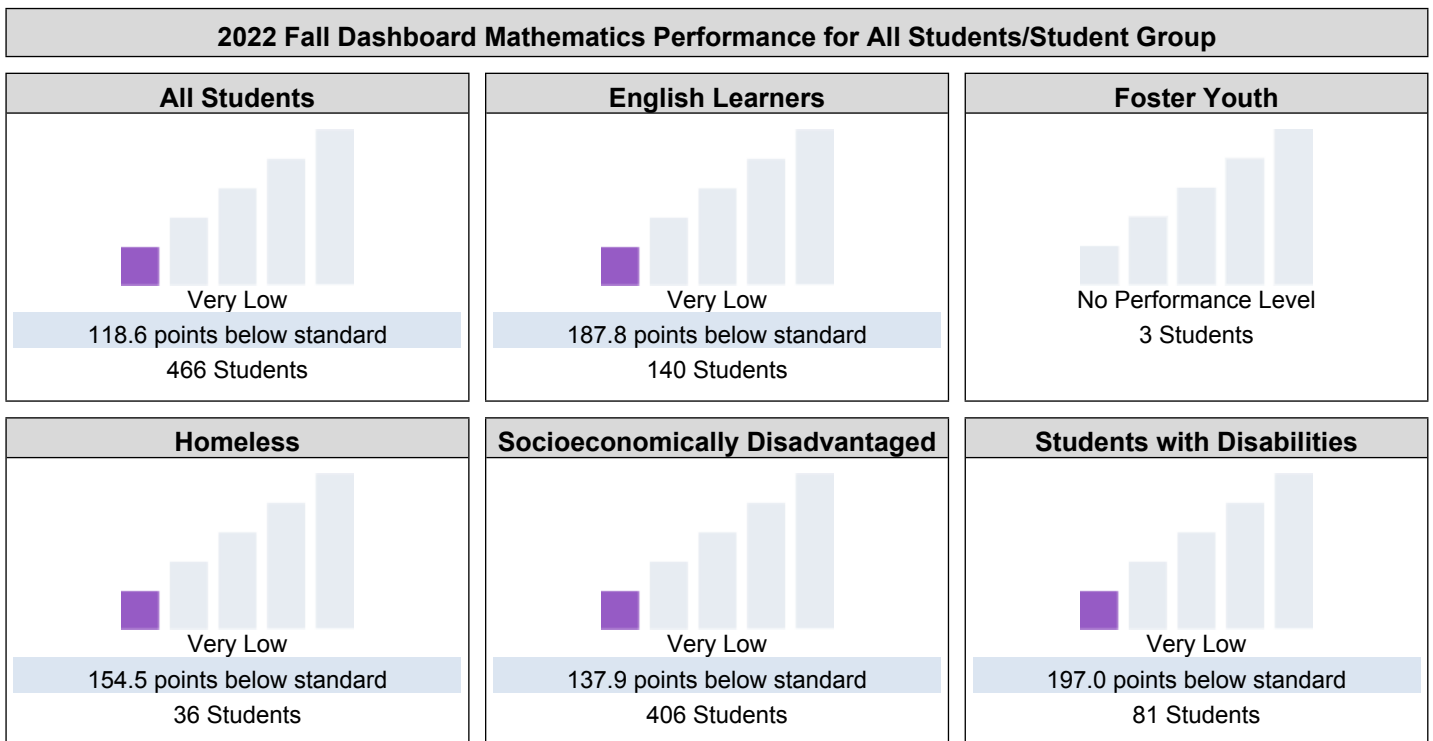 2022 Fall Dashboard Mathematics Performance for All Students/Student Group
All Students
Very Low
118.6 points below standard
466 Students
English Learners
Very Low
187.8 points below standard
140 Students
Foster Youth
No Performance Level
3 Students
Homeless
Very Low
154.5 points below standard
36 Students
Socioeconomically Disadvantaged
Very Low
137.9 points below standard
406 Students
Students with Disabilities
Very Low
197.0 points below standard
81 Students